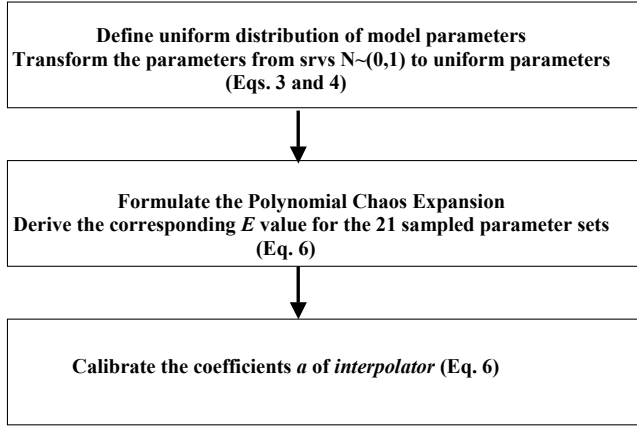 Define uniform distribution of model parameters
Transform the parameters from srvs N~(0,1) to uniform parameters
(Eqs. 3 and 4)
Formulate the Polynomial Chaos Expansion
Derive the corresponding E value for the 21 sampled parameter sets
(Eq. 6)
Calibrate the coefficients a of interpolator (Eq. 6)